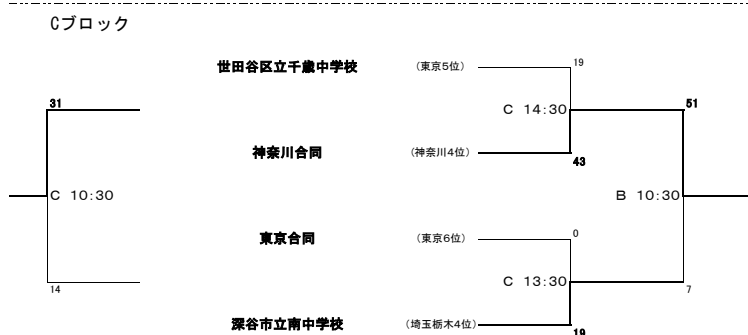 Cブロック
世田谷区立千歳中学校 (東京5位) 19
31 C 14:30 51
神奈川合同 (神奈川4位) 43
C 10:30 B 10:30
東京合同 (東京6位) 0
14 C 13:30 7
深谷市立南中学校 (埼玉栃木4位) 19